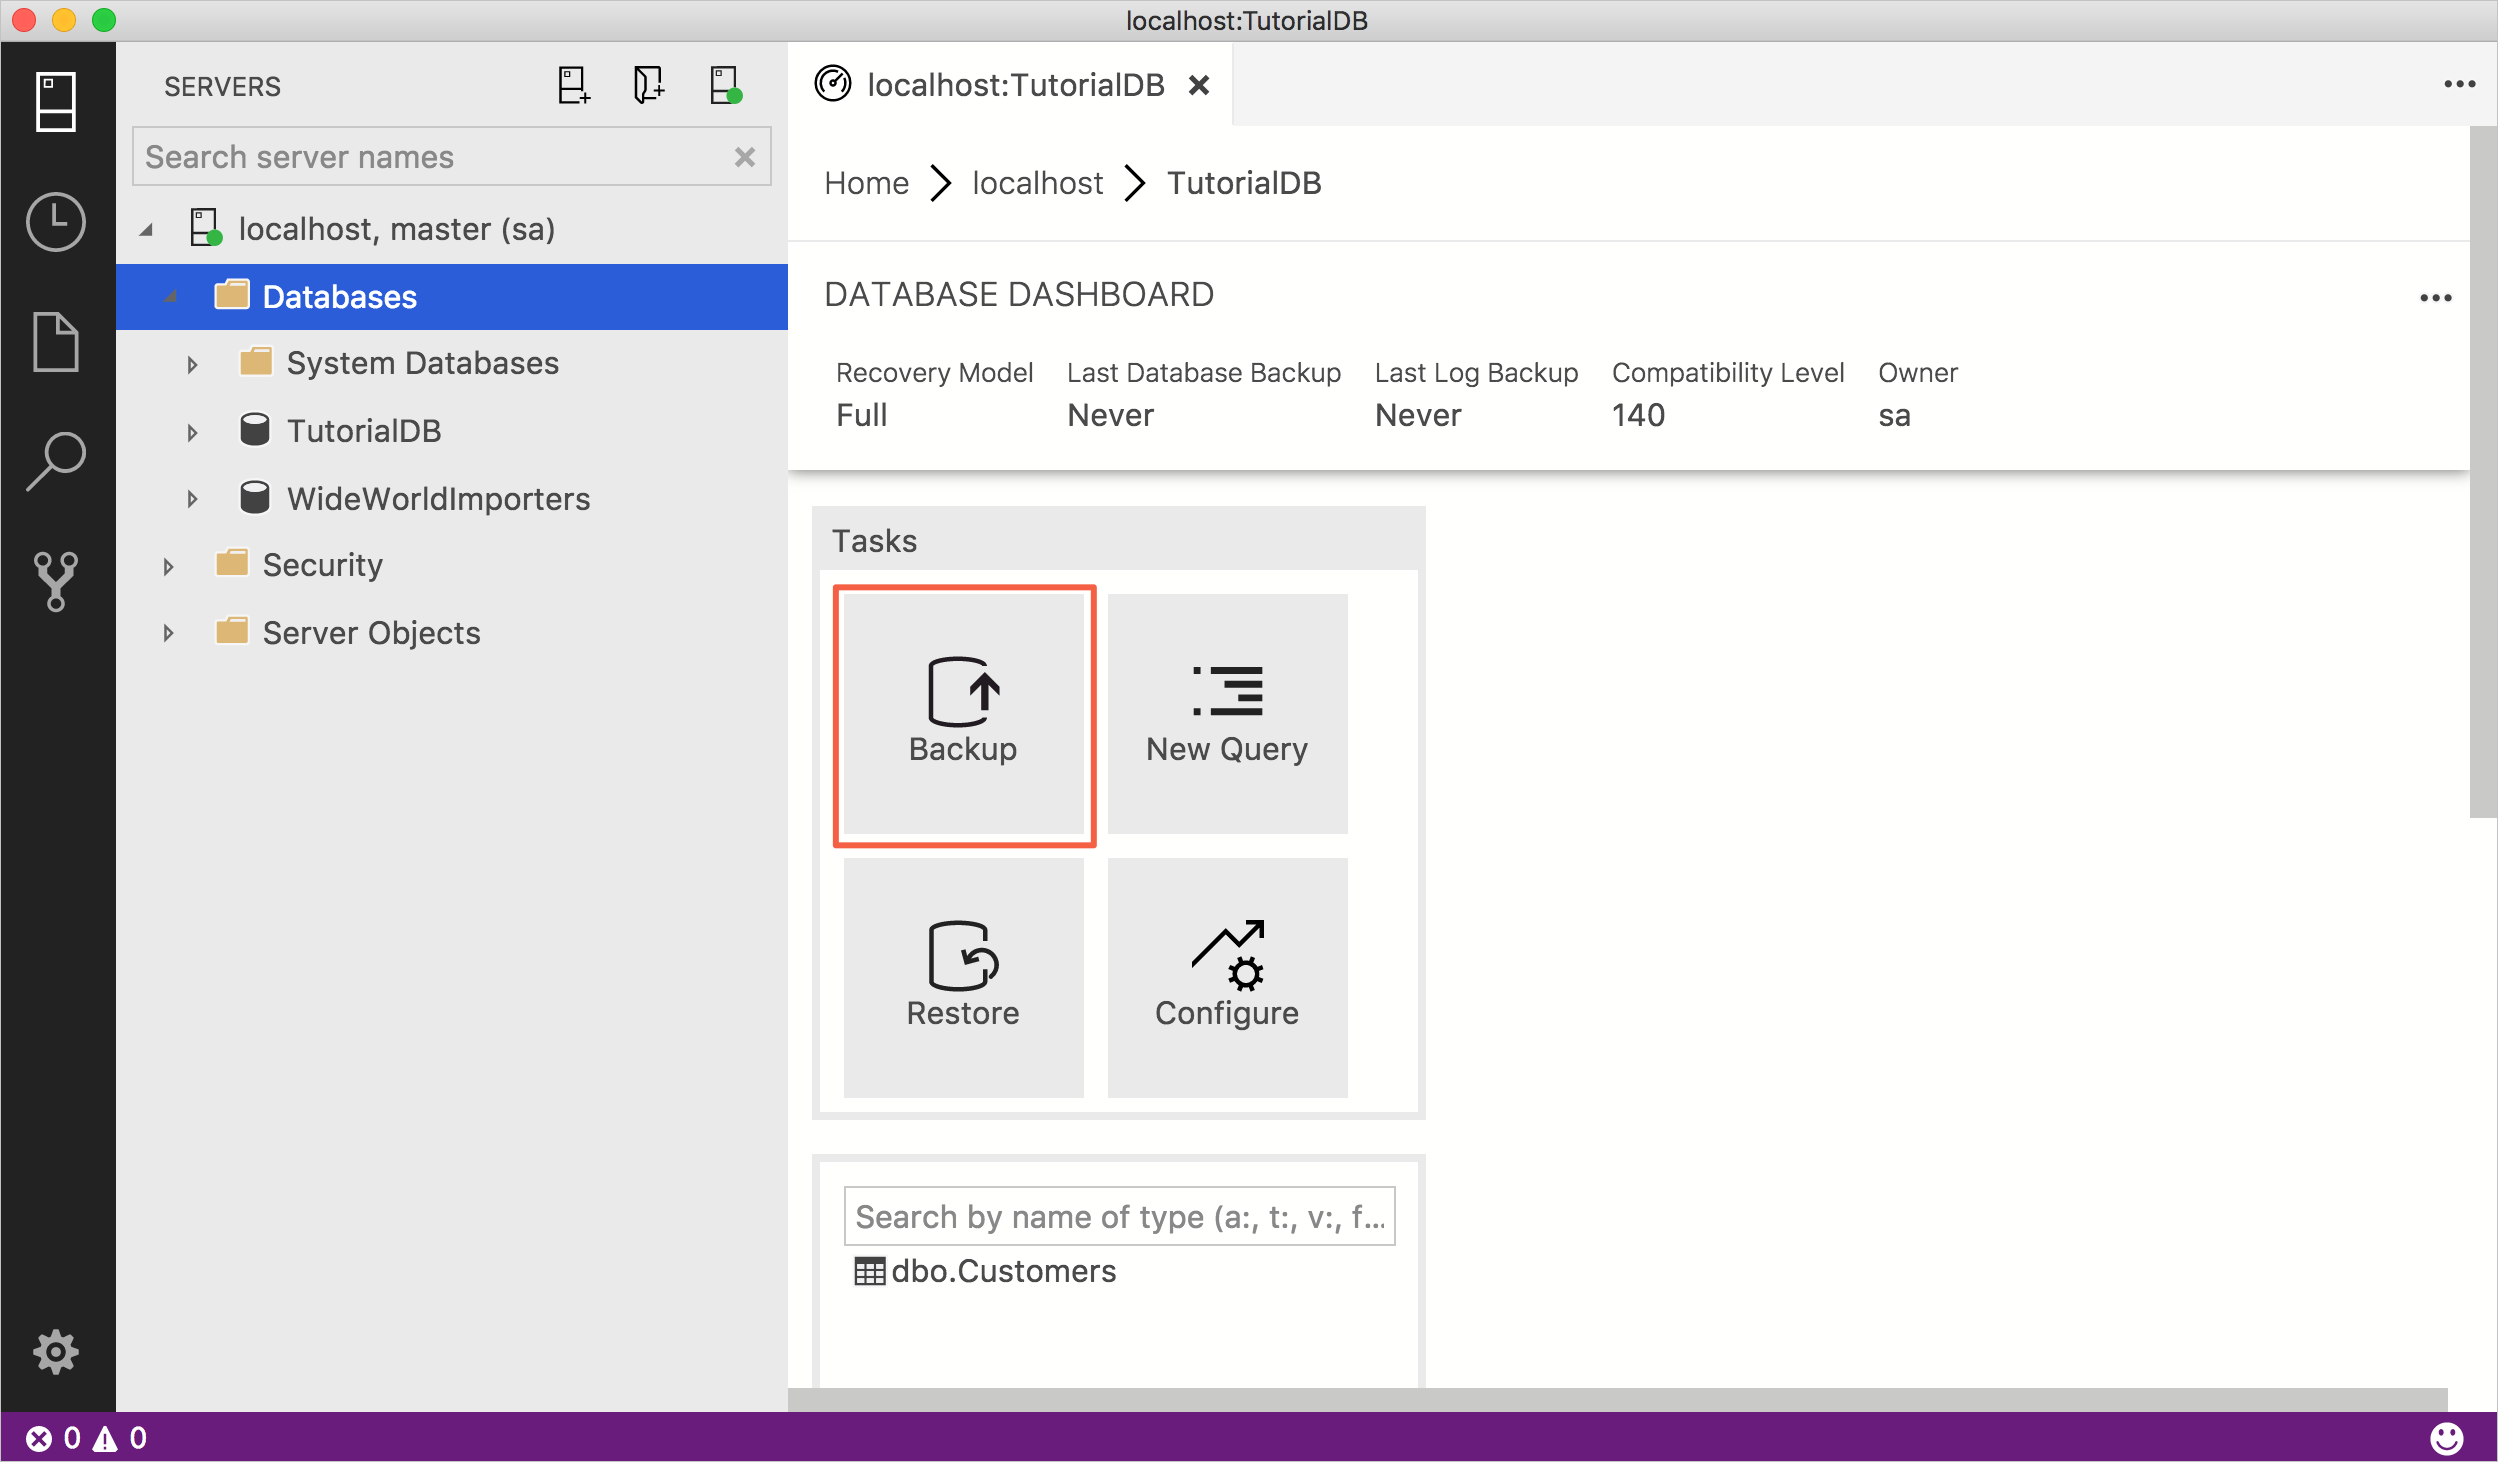 localhost:TutorialDB
SERVERS
Search server names
localhost, master (sa)
Databases
System Databases
TutorialDB
WideWorldImporters
Security
Server Objects
localhost:TutorialDB
Home localhost TutorialDB
DATABASE DASHBOARD
Recovery Model Last Database Backup Last Log Backup Compatibility Level Owner
Full Never Never 140 sa
Tasks
Backup New Query
Restore Configure
Search by name of type (a:, t:, v:, f...
dbo.Customers
0 0